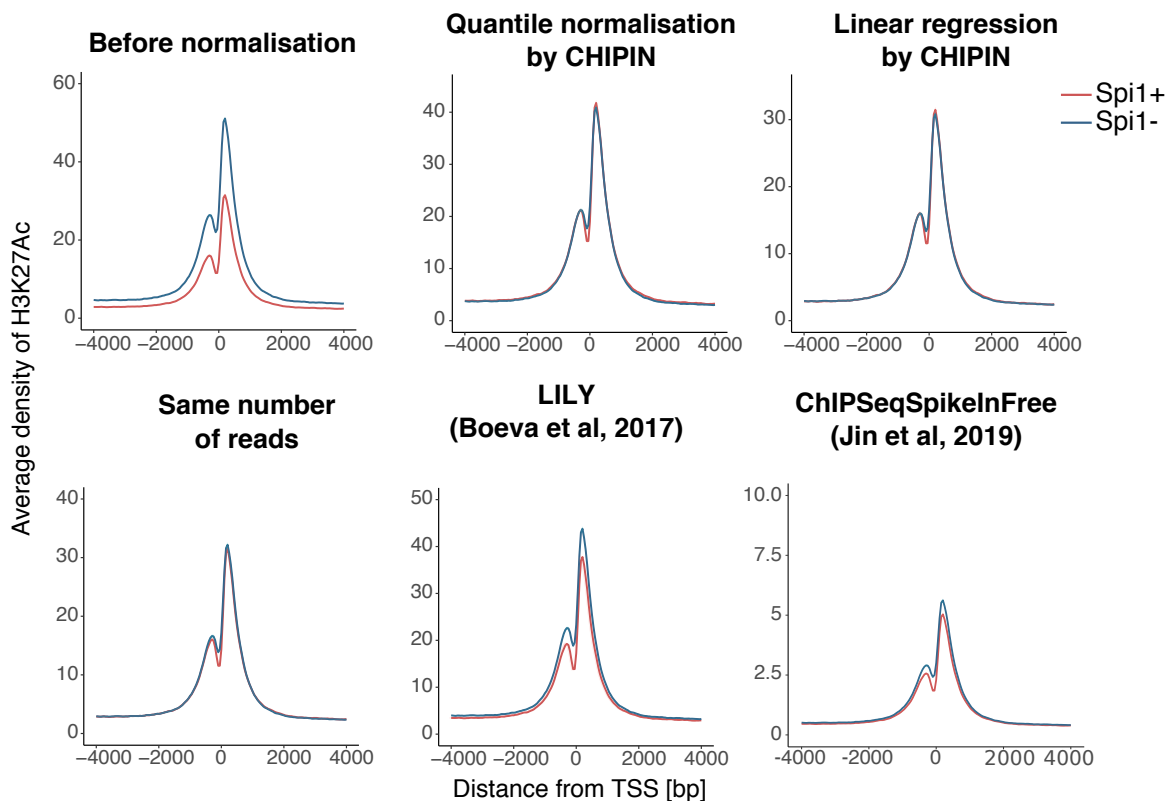 Before normalisation
Quantile normalisation
by CHIPIN
Linear regression
by CHIPIN
Spi1+
Spi1-
60
40
20
0
−4000 −2000 0 2000 4000
40
30
20
10
0
−4000 −2000 0 2000 4000
30
20
10
0
−4000 −2000 0 2000 4000
Average density of H3K27Ac
Same number
of reads
LILY
(Boeva et al, 2017)
ChIPSeqSpikeInFree
(Jin et al, 2019)
40
30
20
10
0
−4000 −2000 0 2000 4000
50
40
30
20
10
0
−4000 −2000 0 2000 4000
10.0
7.5
5
2.5
0
-4000 -2000 0 2000 4000
Distance from TSS [bp]